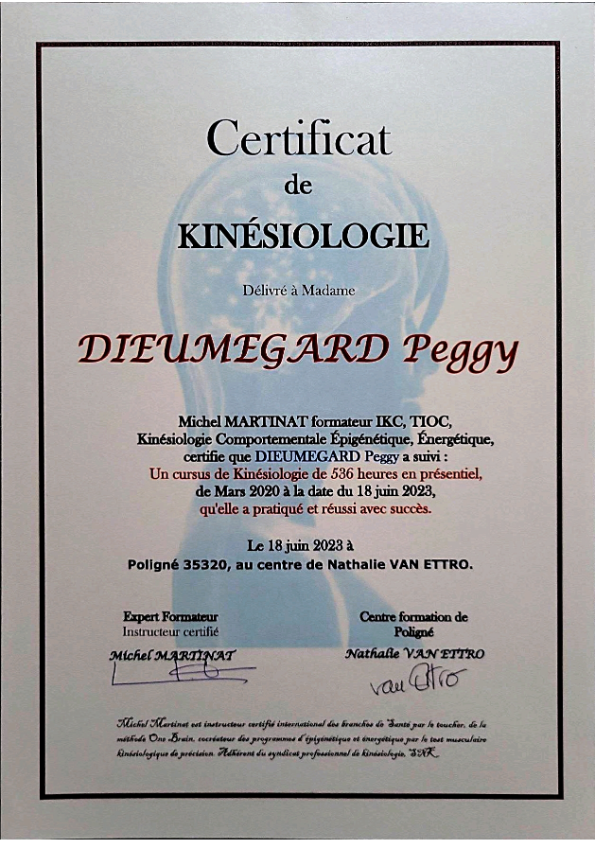 Certificat
de
KINÉSIOLOGIE
Délivré à Madame
DIEUMEGARD Peggy
Michel MARTINAT formateur IKC, TIOC,
Kinésiologie Comportementale Épigénétique, Énergétique,
certifie que DIEUMEGARD Peggy a suivi :
Un cursus de Kinésiologie de 536 heures en présentiel,
de Mars 2020 à la date du 18 juin 2023,
qu'elle a pratiqué et réussi avec succès.
Le 18 juin 2023 à
Poligné 35320, au centre de Nathalie VAN ETTRO.
Expert Formateur
Instructeur certifié
Michel MARTINAT
Centre formation de
Poligné
Nathalie VAN ETTRO
van Ettro
Michel Martinat est instructeur certifié international des branches de Santé par le toucher, de la
méthode One Brain, cocréateur des programmes d'épigénétique et énergétique par le test musculaire
kinésiologique de précision. Adhérent du syndicat professionnel de kinésiologie, SNK